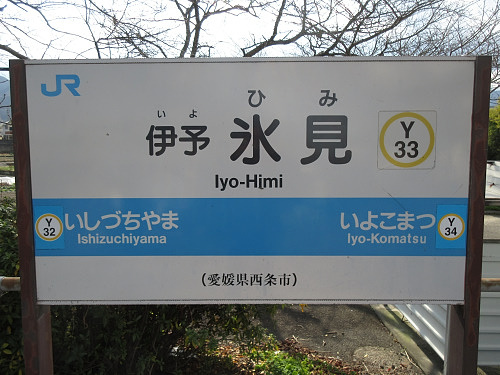 JR
いよ ひみ
伊予 氷見
Iyo-Himi
Y
33
Y
32
いしづちやま
Ishizuchiyama
いよこまつ
Iyo-Komatsu
Y
34
(愛媛県西条市)